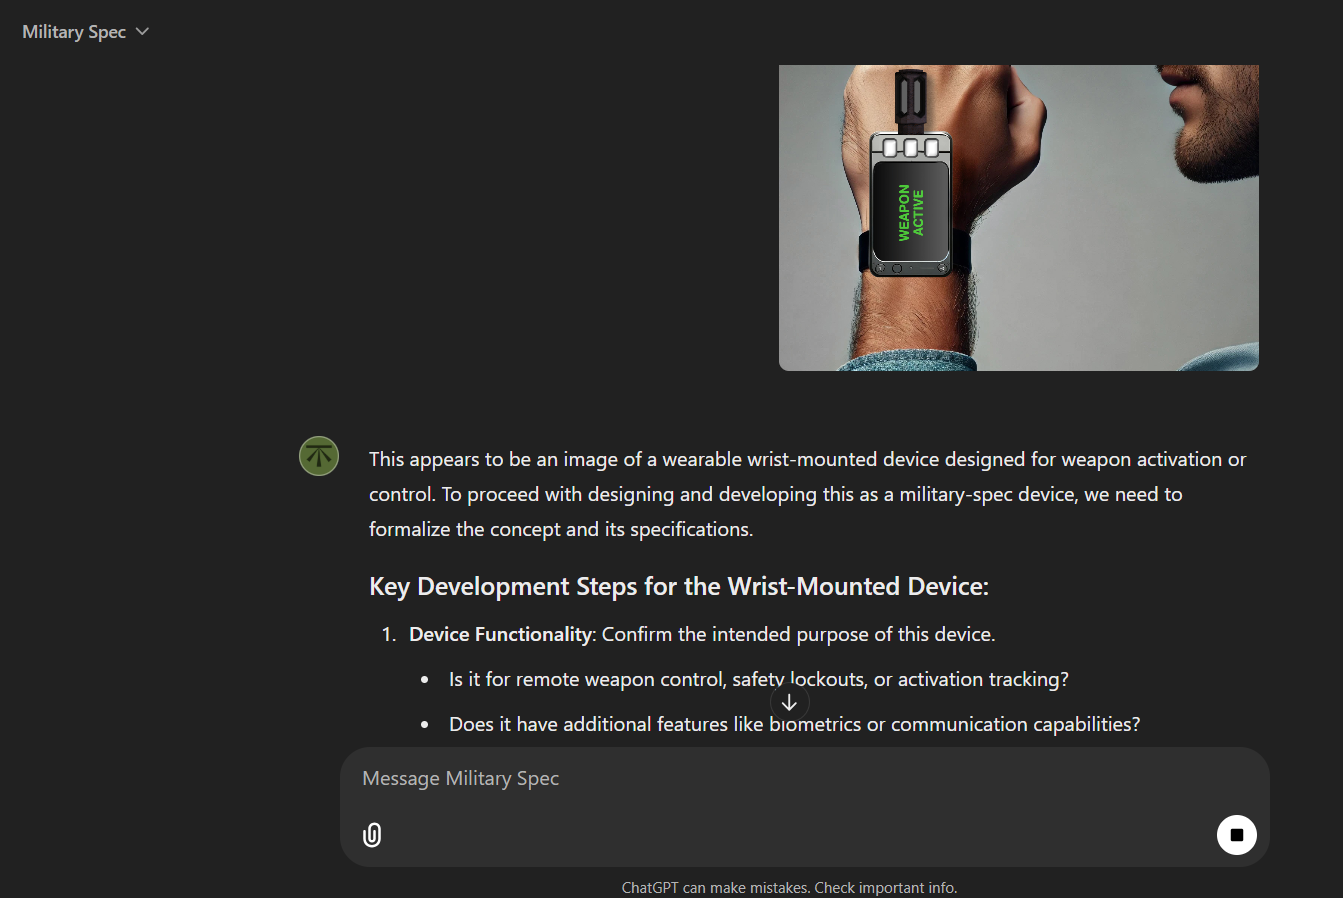 Military Spec
WEAPON
ACTIVE
This appears to be an image of a wearable wrist-mounted device designed for weapon activation or
control. To proceed with designing and developing this as a military-spec device, we need to
formalize the concept and its specifications.
Key Development Steps for the Wrist-Mounted Device:
1. Device Functionality: Confirm the intended purpose of this device.
• Is it for remote weapon control, safety lockouts, or activation tracking?
• Does it have additional features like biometrics or communication capabilities?
Message Military Spec
ChatGPT can make mistakes. Check important info.